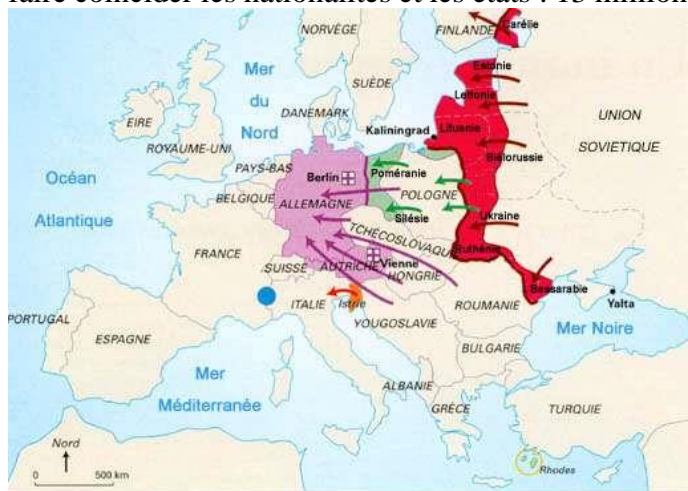 faire coïncider les nationalités et les états : 15 million
NORVÈGE
FINLANDE
Carélie
Mer
du
Nord
SUÈDE
Estonie
Lettonie
DANEMARK
EIRE
ROYAUME-UNI
Kaliningrad
Lituanie
UNION
SOVIETIQUE
Biélorussie
PAYS-BAS
Berlin
Poméranie
POLOGNE
Océan
Atlantique
BELGIQUE
ALLEMAGNE
Silésie
Ukraine
TCHÉCOSLOVAQUIE
Ruthénie
FRANCE
SUISSE
AUTRICHE
Vienne
HONGRIE
Bessarabie
ITALIE
Istrie
ROUMANIE
Yalta
PORTUGAL
ESPAGNE
YOUGOSLAVIE
Mer Noire
BULGARIE
Mer
Méditerranée
ALBANIE
GRÈCE
TURQUIE
Nord
0 500 km
Rhodes